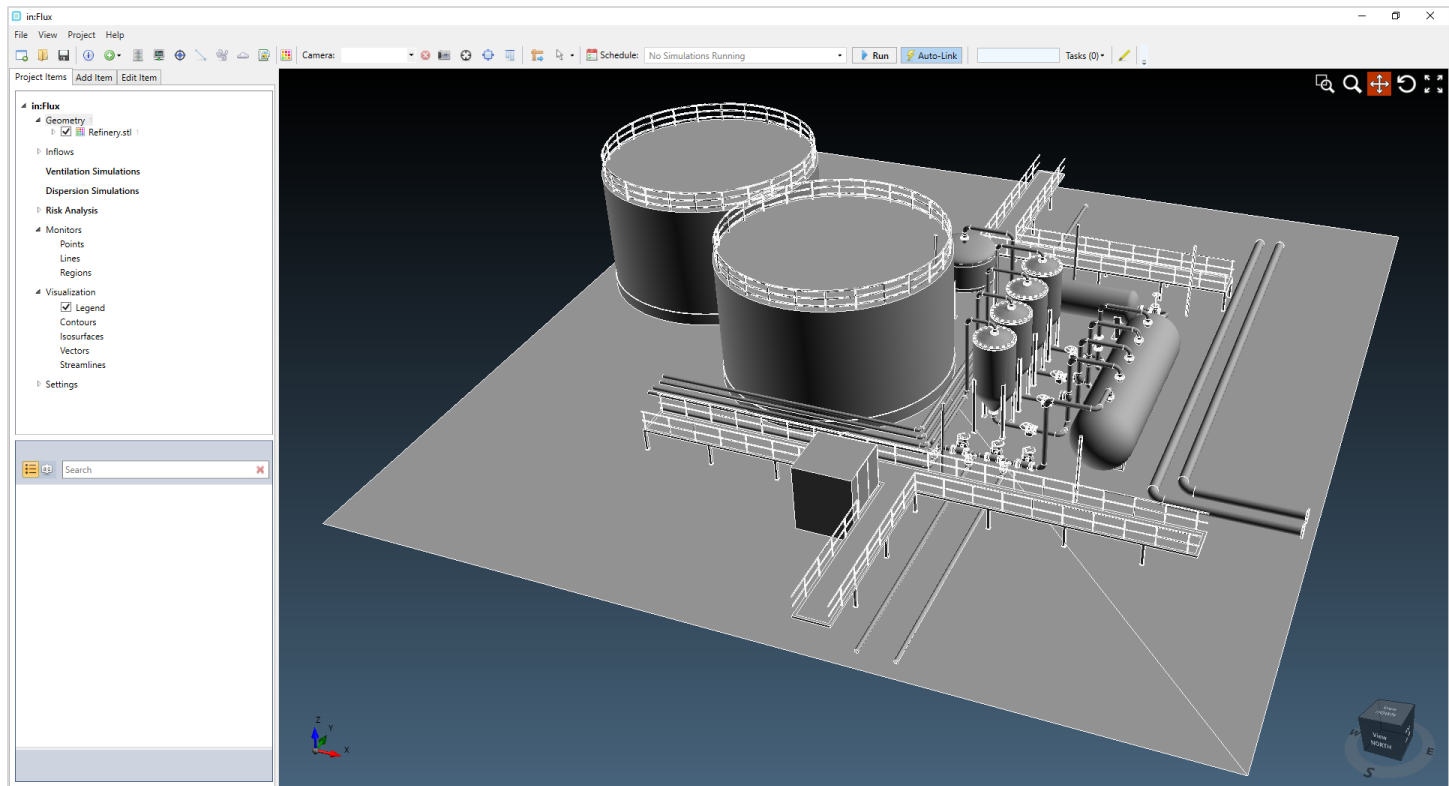 in:Flux
File View Project Help
Camera: Schedule: No Simulations Running Run Auto-Link Tasks (0)
Project Items Add Item Edit Item
in:Flux
Geometry
Refinery.stl
Inflows
Ventilation Simulations
Dispersion Simulations
Risk Analysis
Monitors
Points
Lines
Regions
Visualization
Legend
Contours
Isosurfaces
Vectors
Streamlines
Settings
Search
Z
Y
X
View
DOWN
View
NORTH
W
E
S